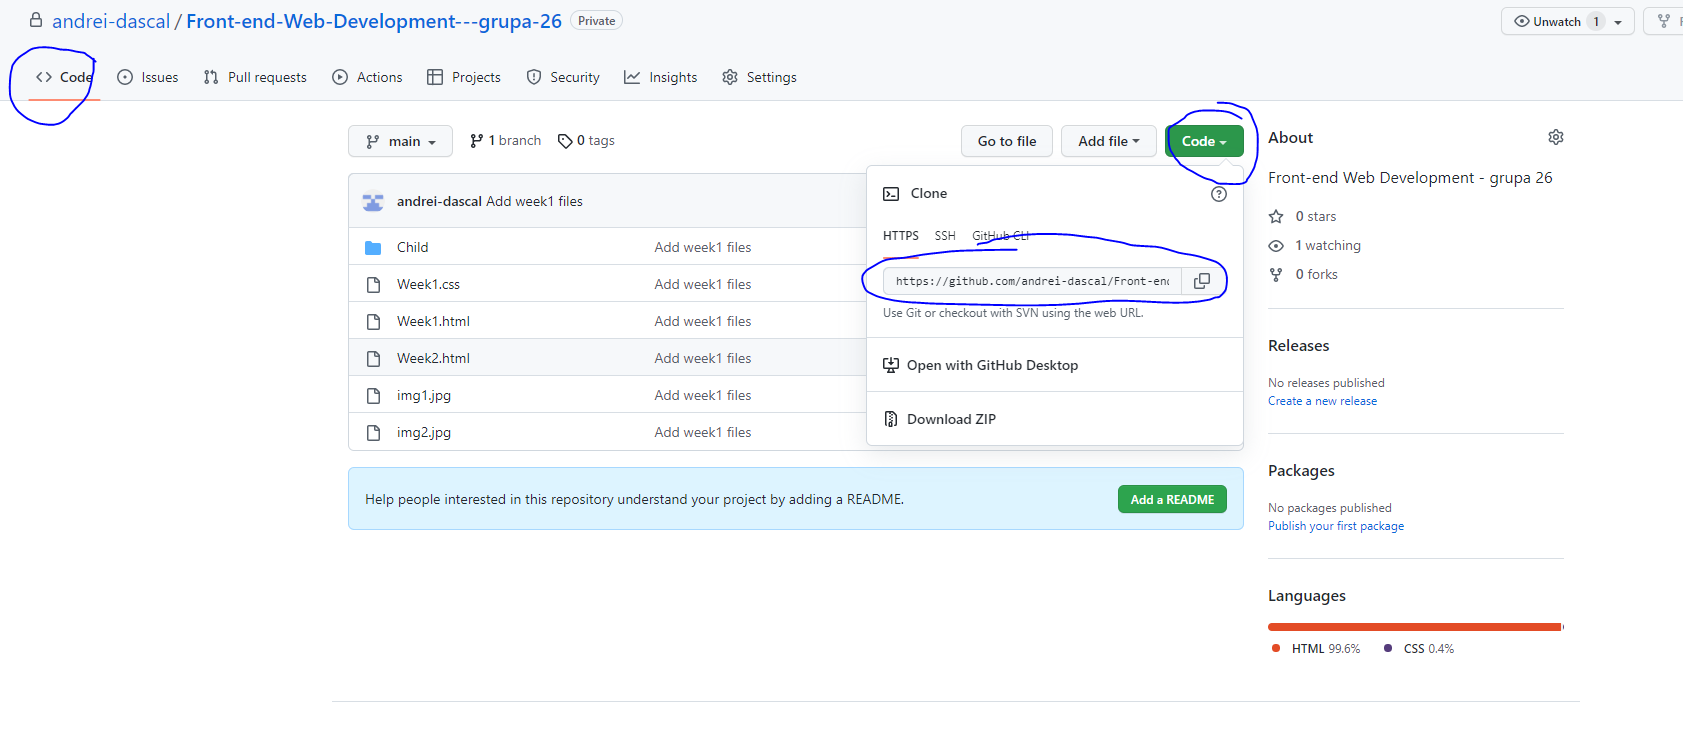 andrei-dascal / Front-end-Web-Development---grupa-26 Private
Unwatch 1
Code Issues Pull requests Actions Projects Security Insights Settings
main 1 branch 0 tags
Go to file Add file Code
andrei-dascal Add week1 files
Child Add week1 files
Week1.css Add week1 files
Week1.html Add week1 files
Week2.html Add week1 files
img1.jpg Add week1 files
img2.jpg Add week1 files
Clone
HTTPS SSH GitHub CLI
https://github.com/andrei-dascal/Front-end
Use Git or checkout with SVN using the web URL.
Open with GitHub Desktop
Download ZIP
Help people interested in this repository understand your project by adding a README.
Add a README
About
Front-end Web Development - grupa 26
0 stars
1 watching
0 forks
Releases
No releases published
Create a new release
Packages
No packages published
Publish your first package
Languages
HTML 99.6% CSS 0.4%